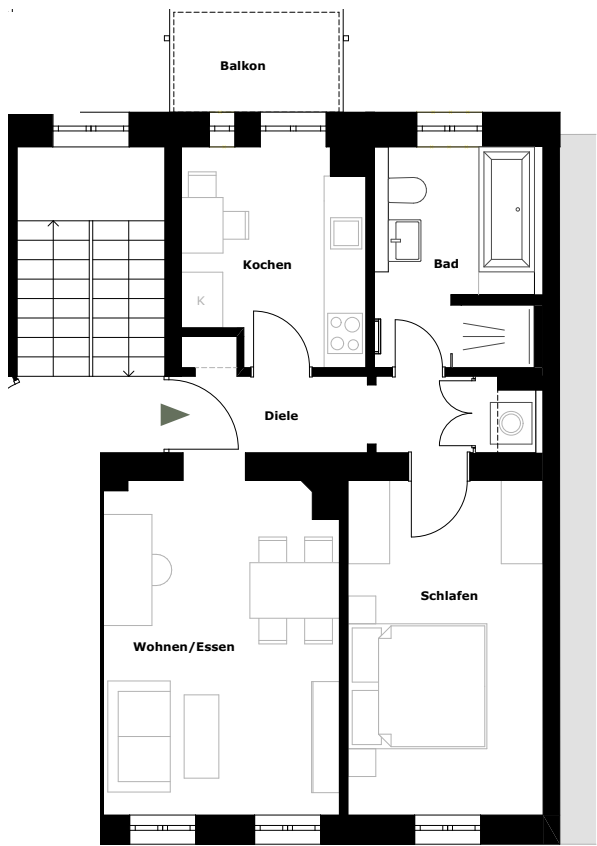 Balkon
Kochen
Bad
K
Diele
Schlafen
Wohnen/Essen